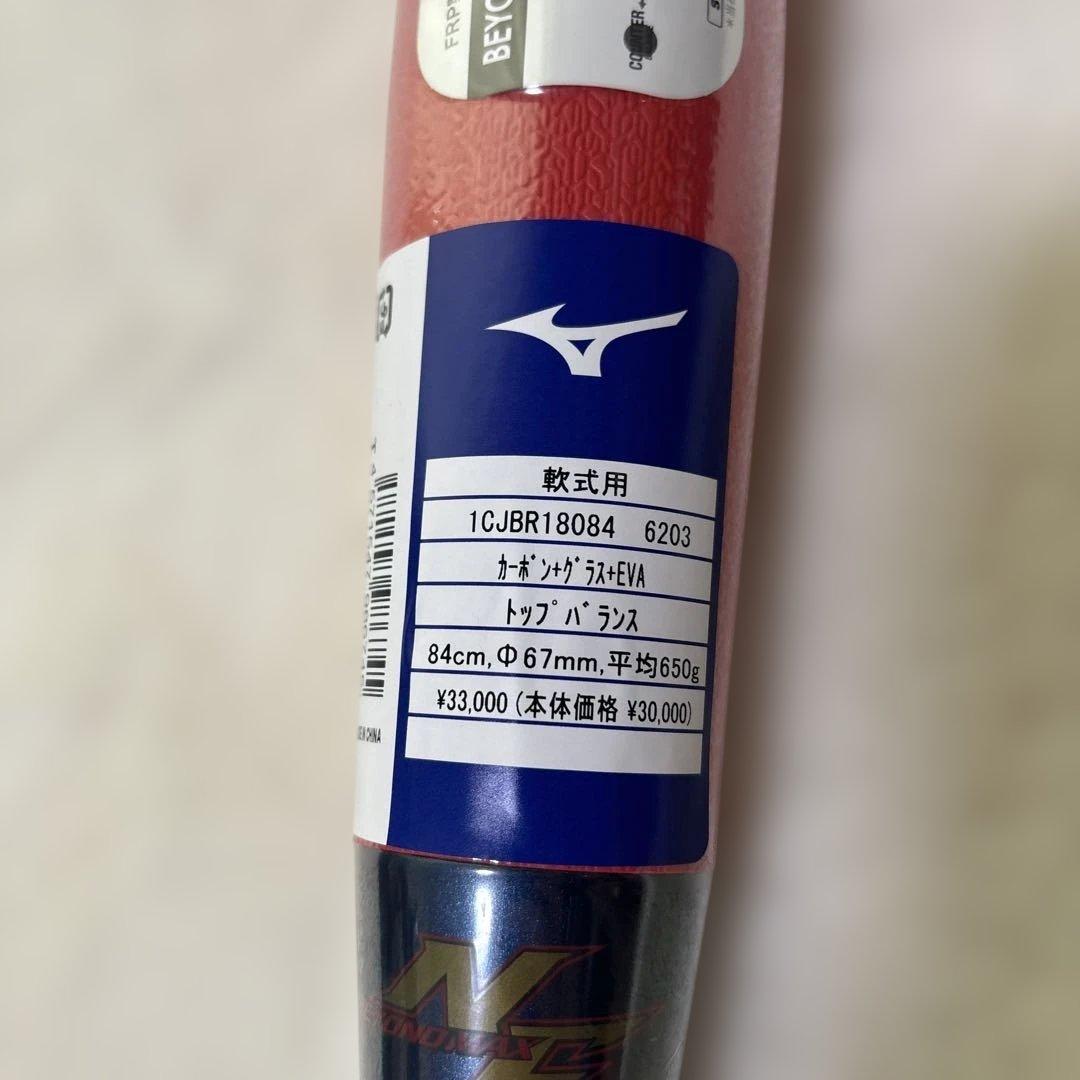 BEYO
軟式用
1CJBR18084 6203
ｶｰﾎﾞﾝ+ｸﾞﾗｽ+EVA
ﾄｯﾌﾟﾊﾞﾗﾝｽ
84cm,Φ67mm,平均650g
¥33,000 (本体価格 ¥30,000)
CHINA